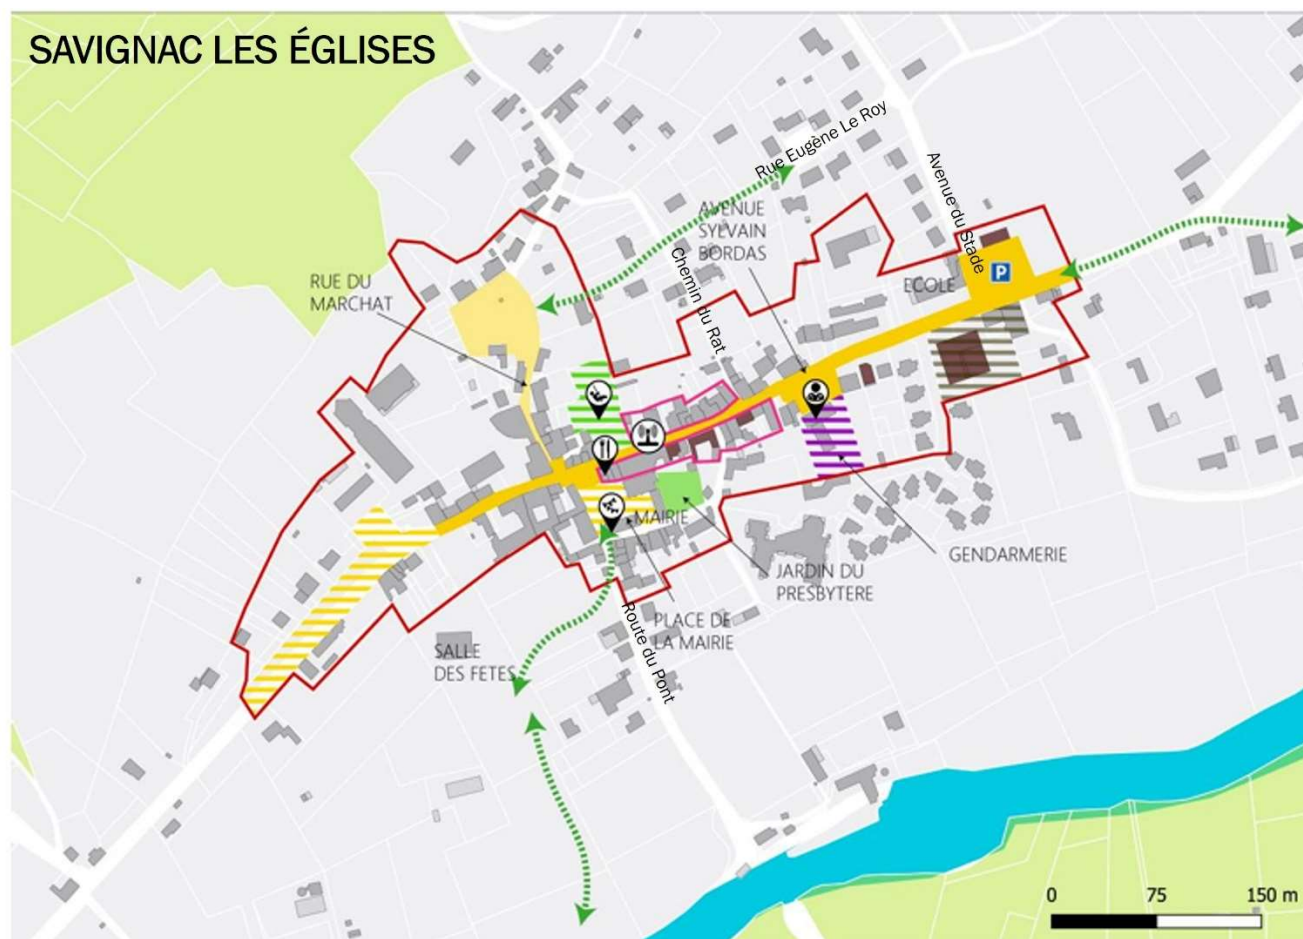 SAVIGNAC LES ÉGLISES
Rue Eugène Le Roy
Avenue du Stade
AVENUE
SYLVAIN
BORDAS
Chemin du Rat
RUE DU
MARCHAT
ECOLE
P
MAIRIE
GENDARMERIE
JARDIN DU
PRESBYTERE
PLACE DE
LA MAIRIE
Route du Pont
SALLE
DES FETES
0 75 150 m